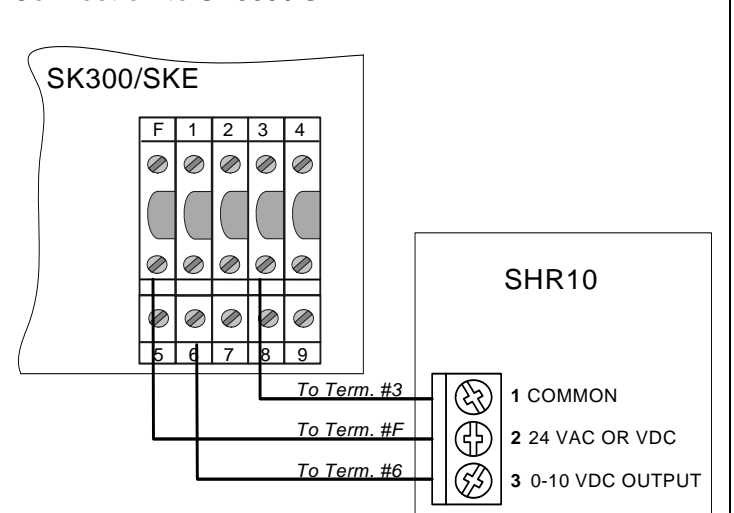 SK300/SKE
F 1 2 3 4
5 6 7 8 9
SHR10
To Term. #3
1 COMMON
To Term. #F
2 24 VAC OR VDC
To Term. #6
3 0-10 VDC OUTPUT